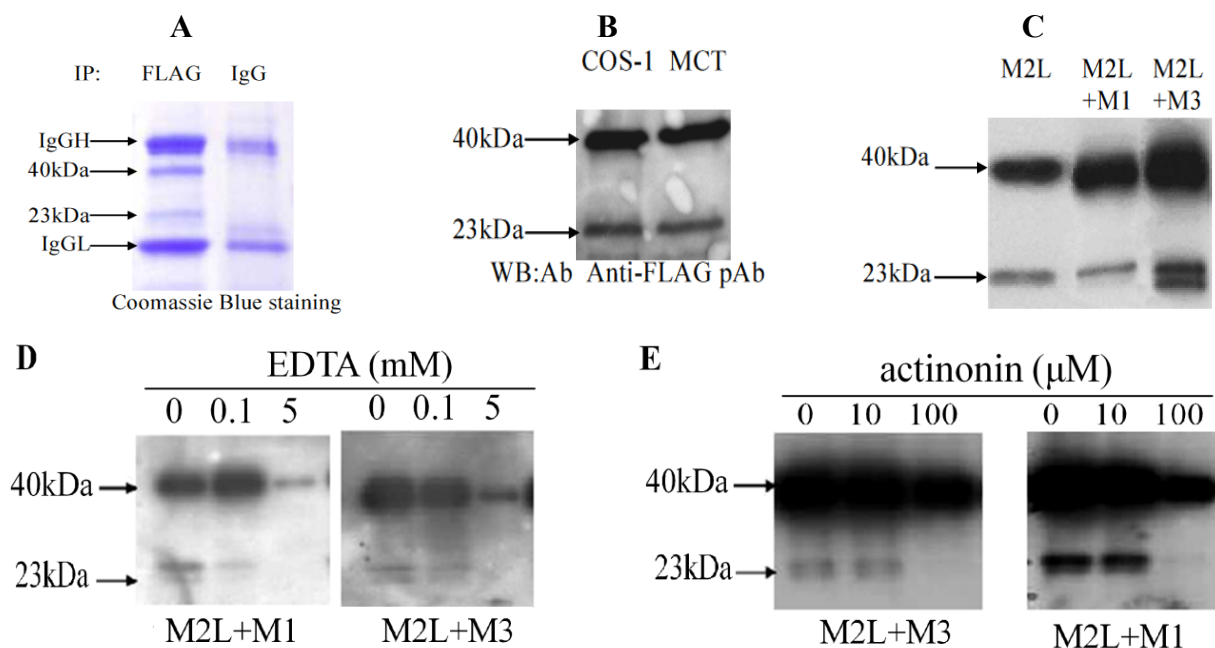 A
IP: FLAG IgG
IgGH
40kDa
23kDa
IgGL
Coomassie Blue staining
B
COS-1 MCT
40kDa
23kDa
WB:Ab Anti-FLAG pAb
C
M2L M2L M2L
+M1 +M3
40kDa
23kDa
D
EDTA (mM)
0 0.1 5 0 0.1 5
40kDa
23kDa
M2L+M1 M2L+M3
E
actinonin (μM)
0 10 100 0 10 100
40kDa
23kDa
M2L+M3 M2L+M1